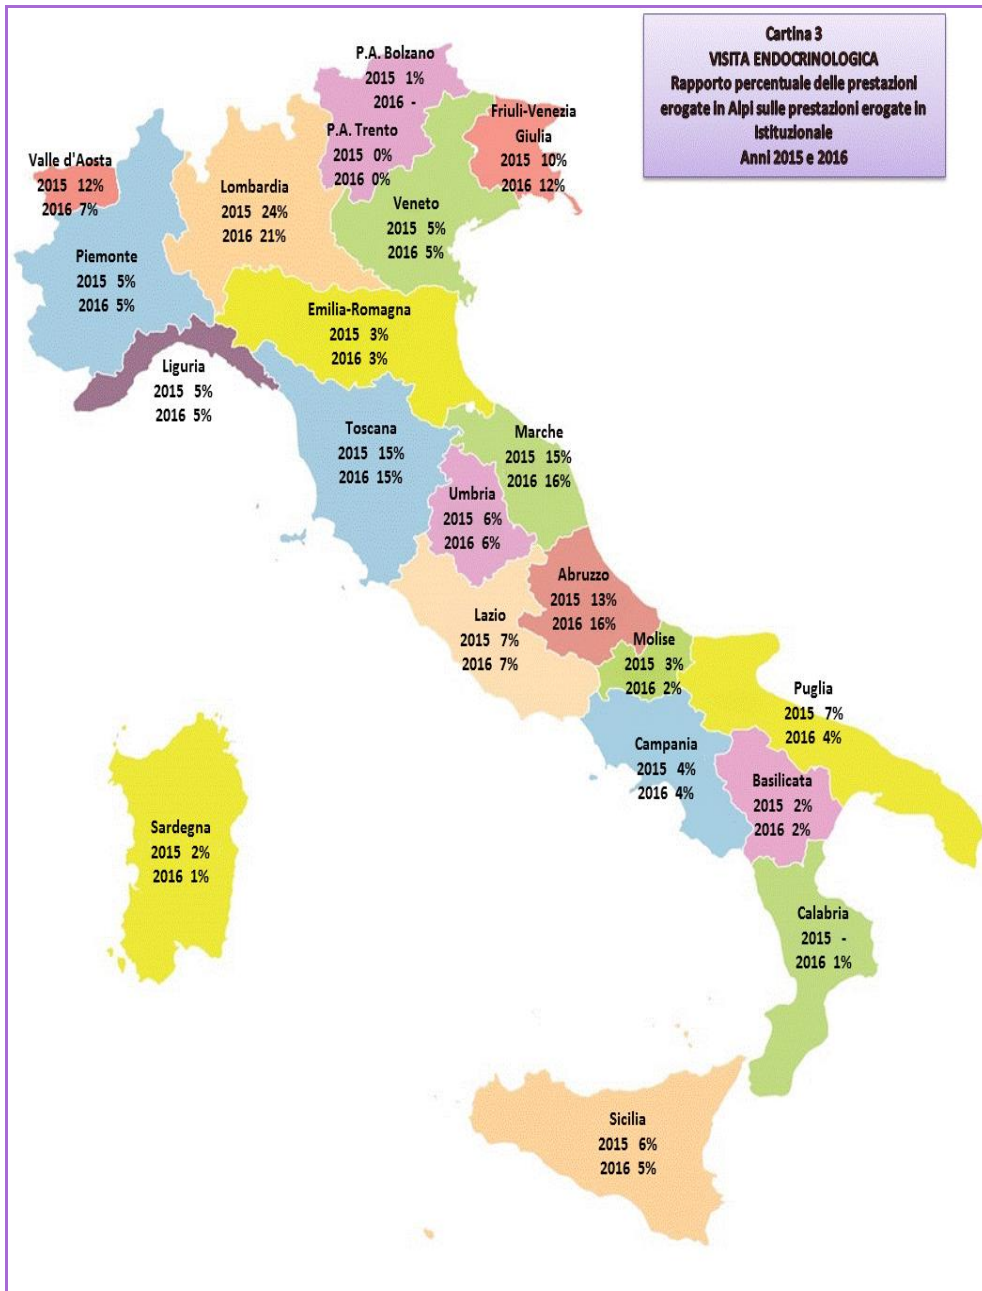 Cartina 3
VISITA ENDOCRINOLOGICA
Rapporto percentuale delle prestazioni
erogate in Alpi sulle prestazioni erogate in
Istituzionale
Anni 2015 e 2016
P.A. Bolzano
2015 1%
2016 -
P.A. Trento
2015 0%
2016 0%
Friuli-Venezia
Giulia
2015 10%
2016 12%
Valle d'Aosta
2015 12%
2016 7%
Lombardia
2015 24%
2016 21%
Veneto
2015 5%
2016 5%
Piemonte
2015 5%
2016 5%
Emilia-Romagna
2015 3%
2016 3%
Liguria
2015 5%
2016 5%
Toscana
2015 15%
2016 15%
Marche
2015 15%
2016 16%
Umbria
2015 6%
2016 6%
Abruzzo
2015 13%
2016 16%
Lazio
2015 7%
2016 7%
Molise
2015 3%
2016 2%
Puglia
2015 7%
2016 4%
Campania
2015 4%
2016 4%
Basilicata
2015 2%
2016 2%
Sardegna
2015 2%
2016 1%
Calabria
2015 -
2016 1%
Sicilia
2015 6%
2016 5%